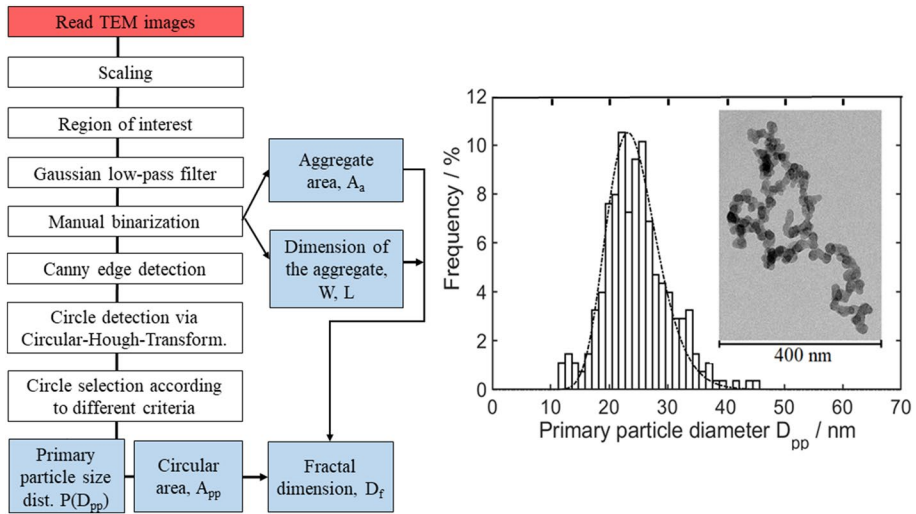 Read TEM images
Scaling
Region of interest
Gaussian low-pass filter
Manual binarization
Canny edge detection
Circle detection via
Circular-Hough-Transform.
Circle selection according
to different criteria
Primary
particle size
dist. P(Dpp)
Circular
area, App
Fractal
dimension, Df
Aggregate
area, Aa
Dimension of
the aggregate,
W, L
Frequency / %
12
10
8
6
4
2
0
0 10 20 30 40 50 60 70
Primary particle diameter Dpp / nm
400 nm